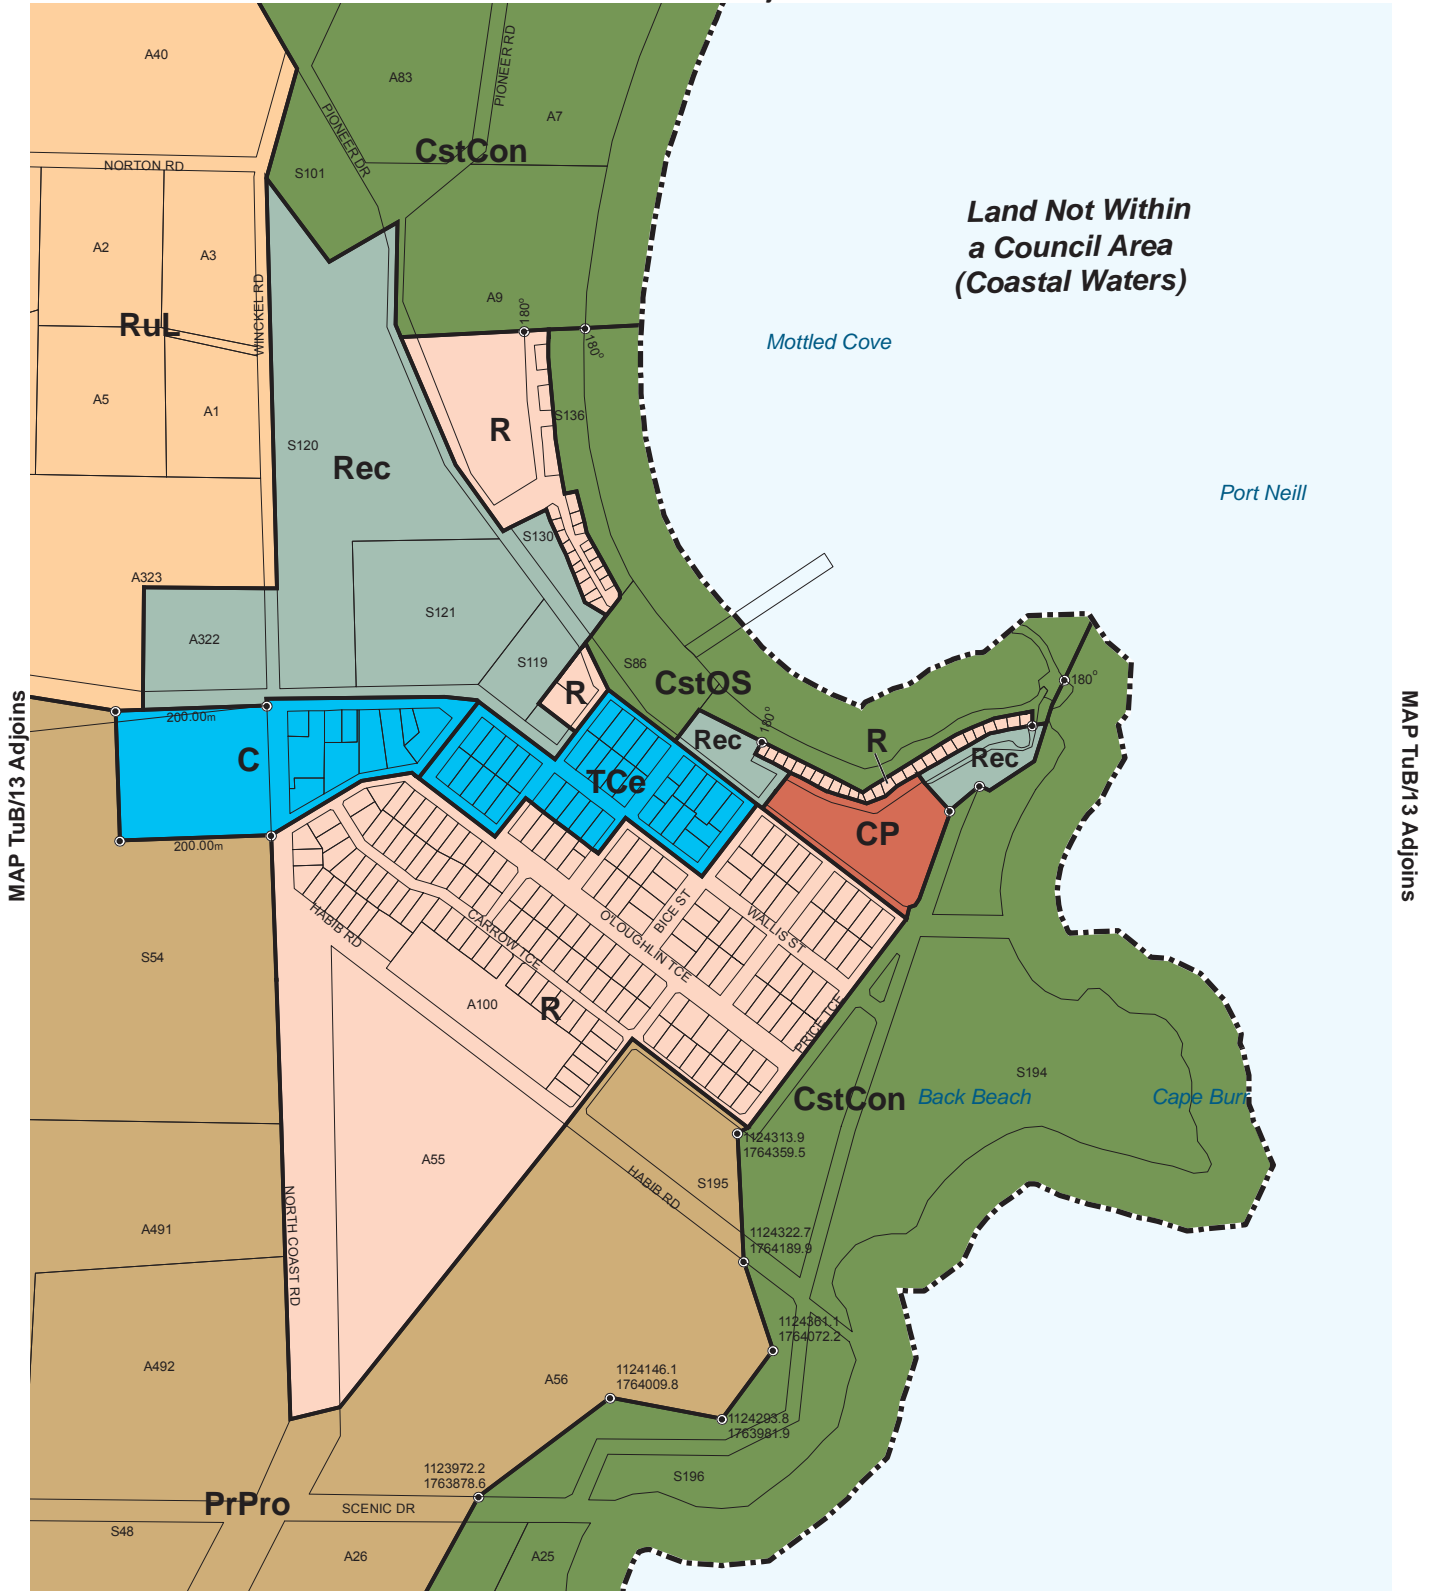 A40
A83
PIONEER RD
A7
PIONEER DR
CstCon
NORTON RD
S101
Land Not Within
a Council Area
(Coastal Waters)
A2
A3
WINCKEL RD
RuL
A9
180°
180°
Mottled Cove
A5
A1
S120
Rec
R
S136
Port Neill
S130
A323
S121
A322
S119
S86
R
CstOS
180°
MAP TuB/13 Adjoins
MAP TuB/13 Adjoins
200.00m
180°
Rec
R
Rec
C
TCe
CP
200.00m
HABIB RD
CARROW TCE
O'LOUGHLIN TCE
BICE ST
WALLIS ST
S54
A100
R
PRICE TCE
S194
CstCon
Back Beach
Cape Burr
1124313.9
1764359.5
A55
S195
HABIB RD
NORTH COAST RD
A491
1124322.7
1764189.9
1124361.1
1764072.2
A492
A56
1124146.1
1764009.8
1124293.8
1763981.9
1123972.2
1763878.6
S196
PrPro
SCENIC DR
S48
A26
A25